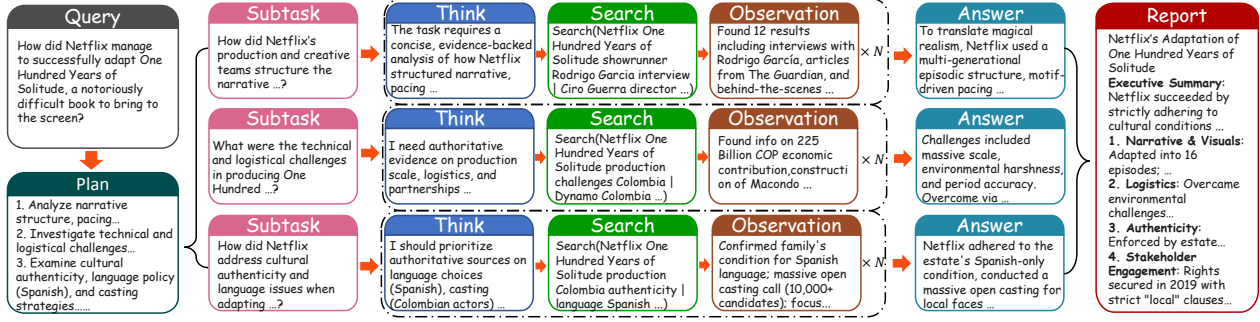 Query
How did Netflix manage
to successfully adapt One
Hundred Years of
Solitude, a notoriously
difficult book to bring to
the screen?
Plan
1. Analyze narrative
structure, pacing...
2. Investigate technical and
logistical challenges...
3. Examine cultural
authenticity, language policy
(Spanish), and casting
strategies......
Subtask
How did Netflix's
production and creative
teams structure the
narrative ...?
Think
The task requires a
concise, evidence-backed
analysis of how Netflix
structured narrative,
pacing ...
Search
Search(Netflix One
Hundred Years of
Solitude showrunner
Rodrigo Garcia interview
| Ciro Guerra director ...)
Observation
Found 12 results
including interviews with
Rodrigo García, articles
from The Guardian, and
behind-the-scenes ...
× N
Answer
To translate magical
realism, Netflix used a
multi-generational
episodic structure, motif-
driven pacing ...
Subtask
What were the technical
and logistical challenges
in producing One
Hundred ...?
Think
I need authoritative
evidence on production
scale, logistics, and
partnerships ...
Search
Search(Netflix One
Hundred Years of
Solitude production
challenges Colombia |
Dynamo Colombia ...)
Observation
Found info on 225
Billion COP economic
contribution,constructi
on of Macondo ...
× N
Answer
Challenges included
massive scale,
environmental harshness,
and period accuracy.
Overcome via ...
Subtask
How did Netflix
address cultural
authenticity and
language issues when
adapting ...?
Think
I should prioritize
authoritative sources on
language choices
(Spanish), casting
(Colombian actors) ...
Search
Search(Netflix One
Hundred Years of
Solitude production
Colombia authenticity |
language Spanish ...)
Observation
Confirmed family's
condition for Spanish
language; massive open
casting call (10,000+
candidates); focus...
× N
Answer
Netflix adhered to the
estate's Spanish-only
condition, conducted a
massive open casting for
local faces ...
Report
Netflix's Adaptation of
One Hundred Years of
Solitude
Executive Summary:
Netflix succeeded by
strictly adhering to
cultural conditions ...
1. Narrative & Visuals:
Adapted into 16
episodes; ...
2. Logistics: Overcame
environmental
challenges...
3. Authenticity:
Enforced by estate...
4. Stakeholder
Engagement: Rights
secured in 2019 with
strict "local" clauses...